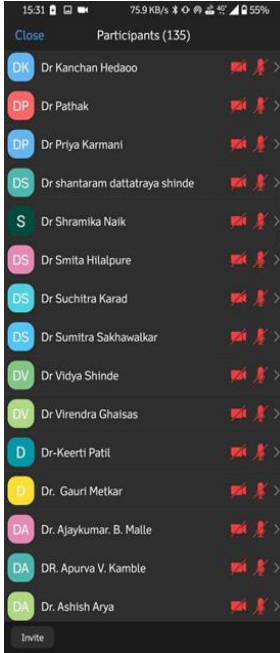 15:31 75.9 KB/s 4G 55%
Close Participants (135)
DK Dr Kanchan Hedaoo
DP Dr Pathak
DP Dr Priya Karmani
DS Dr shantaram dattatraya shinde
S Dr Shramika Naik
DS Dr Smita Hilalpure
DS Dr Suchitra Karad
DS Dr Sumitra Sakhawalkar
DV Dr Vidya Shinde
DV Dr Virendra Ghaisas
D Dr-Keerti Patil
D Dr. Gauri Metkar
DA Dr. Ajaykumar. B. Malle
DA DR. Apurva V. Kamble
DA Dr. Ashish Arya
Invite